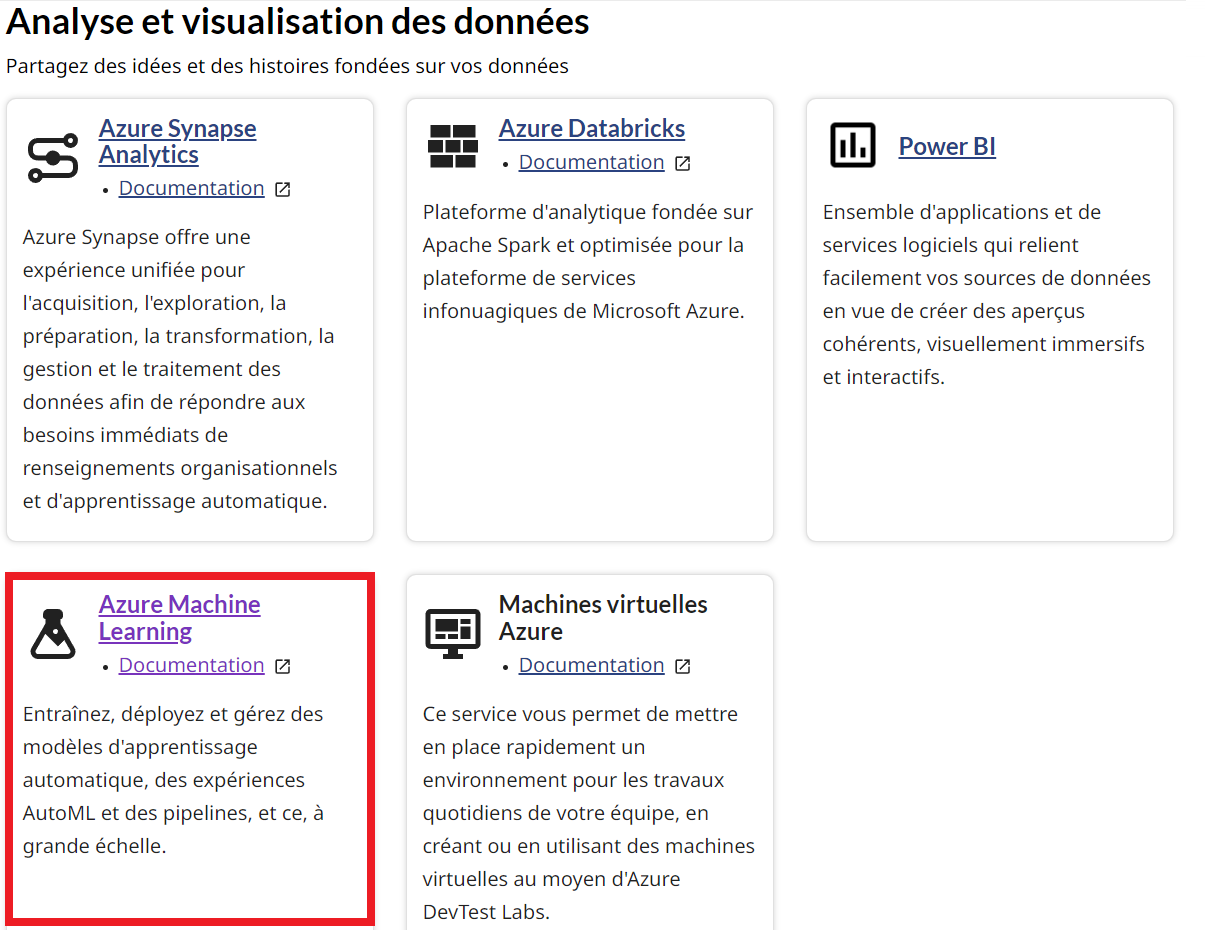 Analyse et visualisation des données
Partagez des idées et des histoires fondées sur vos données
Azure Synapse
Analytics
• Documentation
Azure Synapse offre une
expérience unifiée pour
l'acquisition, l'exploration, la
préparation, la transformation, la
gestion et le traitement des
données afin de répondre aux
besoins immédiats de
renseignements organisationnels
et d'apprentissage automatique.
Azure Databricks
• Documentation
Plateforme d'analytique fondée sur
Apache Spark et optimisée pour la
plateforme de services
infonuagiques de Microsoft Azure.
Power BI
Ensemble d'applications et de
services logiciels qui relient
facilement vos sources de données
en vue de créer des aperçus
cohérents, visuellement immersifs
et interactifs.
Azure Machine
Learning
• Documentation
Entraînez, déployez et gérez des
modèles d'apprentissage
automatique, des expériences
AutoML et des pipelines, et ce, à
grande échelle.
Machines virtuelles
Azure
• Documentation
Ce service vous permet de mettre
en place rapidement un
environnement pour les travaux
quotidiens de votre équipe, en
créant ou en utilisant des machines
virtuelles au moyen d'Azure
DevTest Labs.